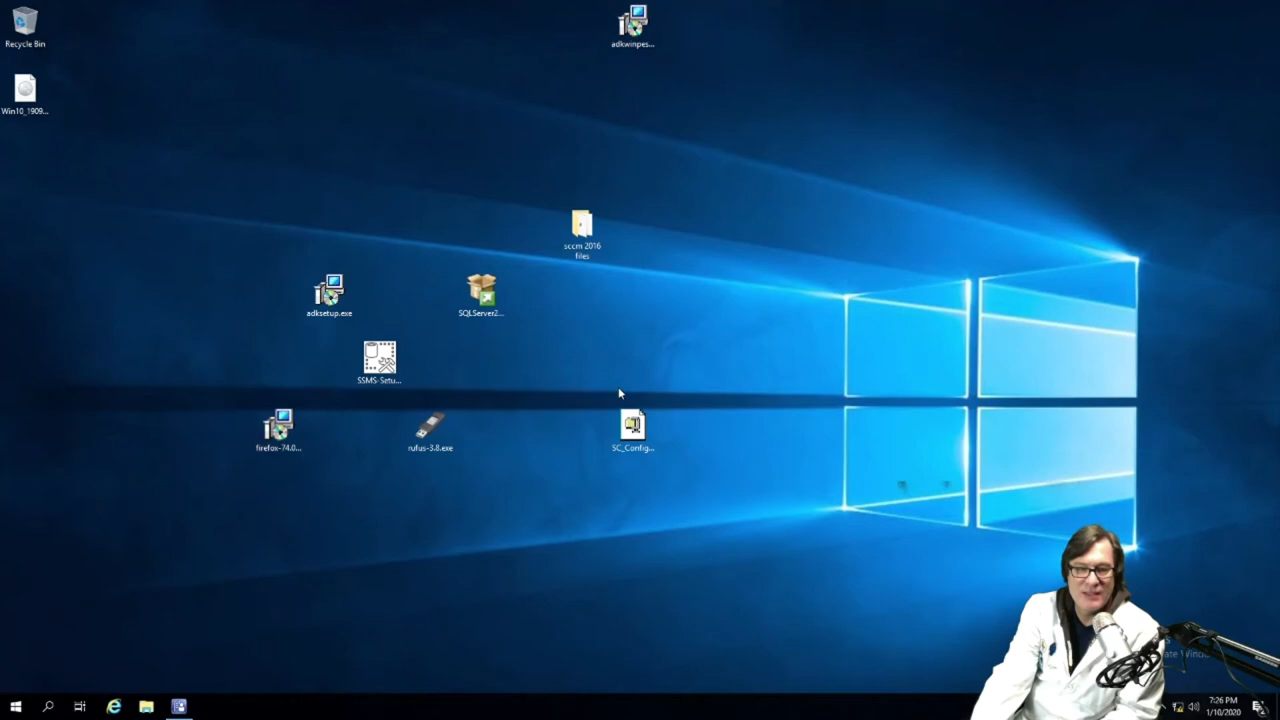 Recycle Bin
adkwinpes...
Win10_1909...
sccm 2016
files
adksetup.exe
SQLServer2...
SSMS-Setu...
firefox-74.0...
rufus-3.8.exe
SC_Config...
7:26 PM
1/10/2020